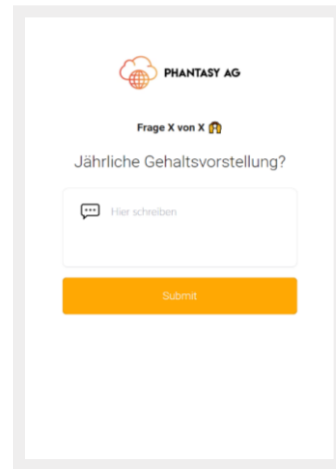 PHANTASY AG
Frage X von X
Jährliche Gehaltsvorstellung?
Hier schreiben
Submit